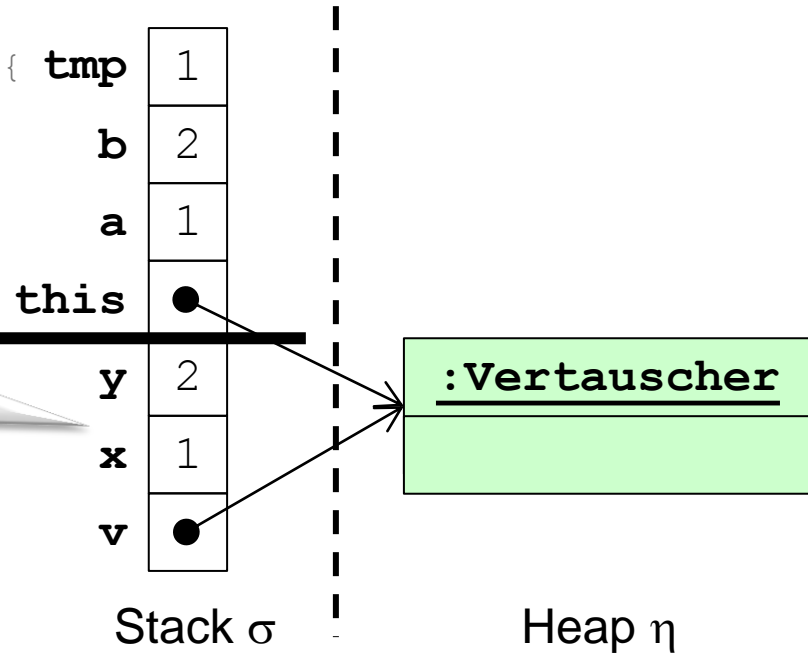 { tmp 1
b 2
a 1
this
y 2
:Vertauscher
x 1
v
Stack σ
Heap η